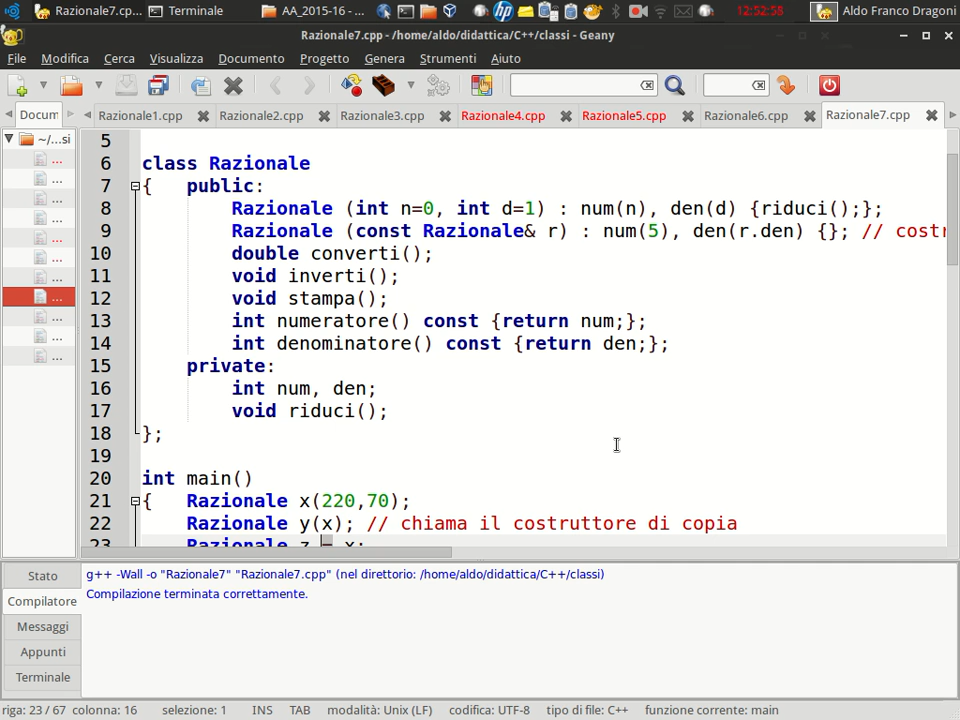 Razionale7.cp... Terminale AA_2015-16 - ... 12:52:58 Aldo Franco Dragoni
Razionale7.cpp - /home/aldo/didattica/C++/classi - Geany
File Modifica Cerca Visualizza Documento Progetto Genera Strumenti Aiuto
Docum Razionale1.cpp Razionale2.cpp Razionale3.cpp Razionale4.cpp Razionale5.cpp Razionale6.cpp Razionale7.cpp
~/...si
...
...
...
...
...
...
...
...
...
...
...
5
6 class Razionale
7 { public:
8 Razionale (int n=0, int d=1) : num(n), den(d) {riduci();};
9 Razionale (const Razionale& r) : num(5), den(r.den) {}; // costr
10 double converti();
11 void inverti();
12 void stampa();
13 int numeratore() const {return num;};
14 int denominatore() const {return den;};
15 private:
16 int num, den;
17 void riduci();
18 };
19
20 int main()
21 { Razionale x(220,70);
22 Razionale y(x); // chiama il costruttore di copia
23 Razionale z = x;
Stato
Compilatore
Messaggi
Appunti
Terminale
g++ -Wall -o "Razionale7" "Razionale7.cpp" (nel direttorio: /home/aldo/didattica/C++/classi)
Compilazione terminata correttamente.
riga: 23 / 67 colonna: 16 selezione: 1 INS TAB modalità: Unix (LF) codifica: UTF-8 tipo di file: C++ funzione corrente: main